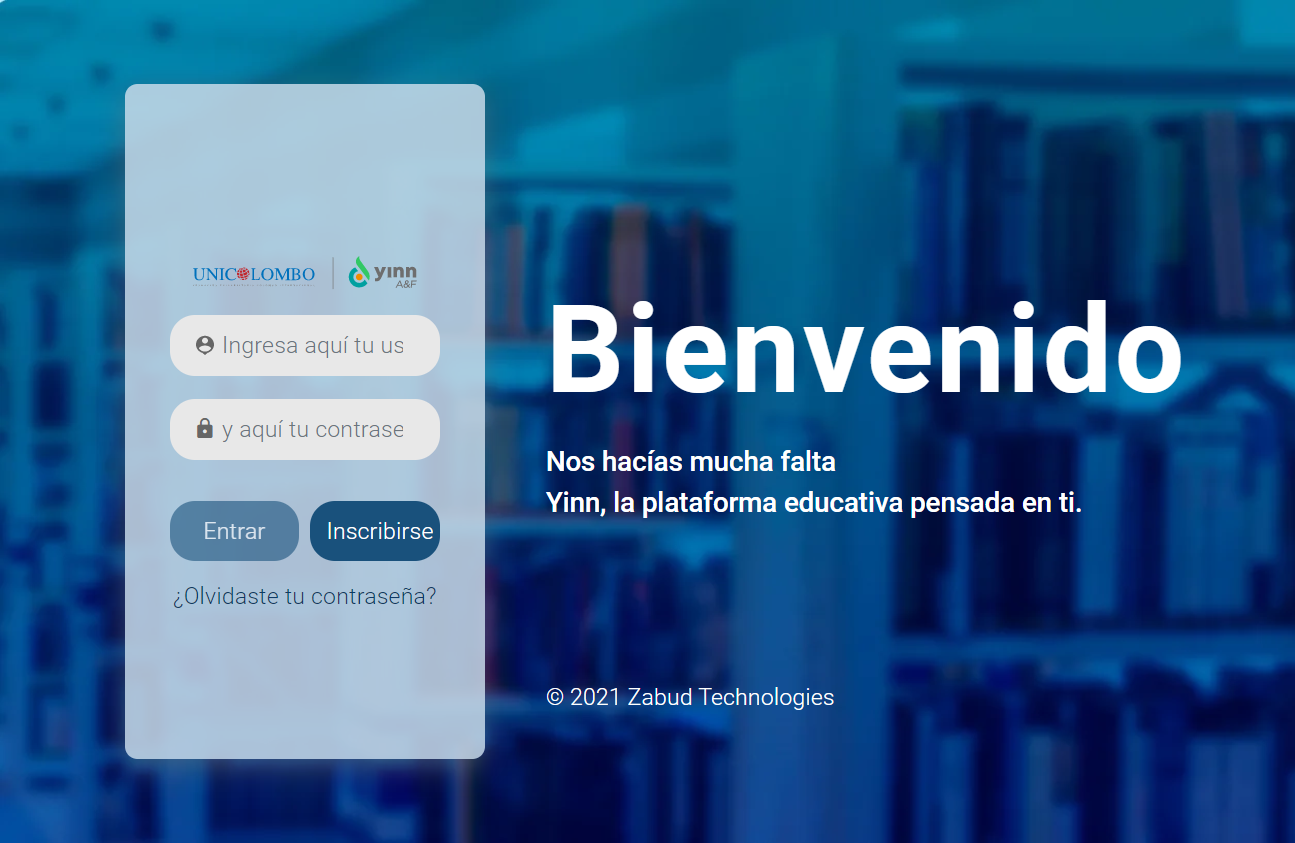 UNICOLOMBO
yınn
A&F
Ingresa aquí tu us
y aquí tu contrase
Entrar
Inscribirse
¿Olvidaste tu contraseña?
Bienvenido
Nos hacías mucha falta
Yinn, la plataforma educativa pensada en ti.
© 2021 Zabud Technologies